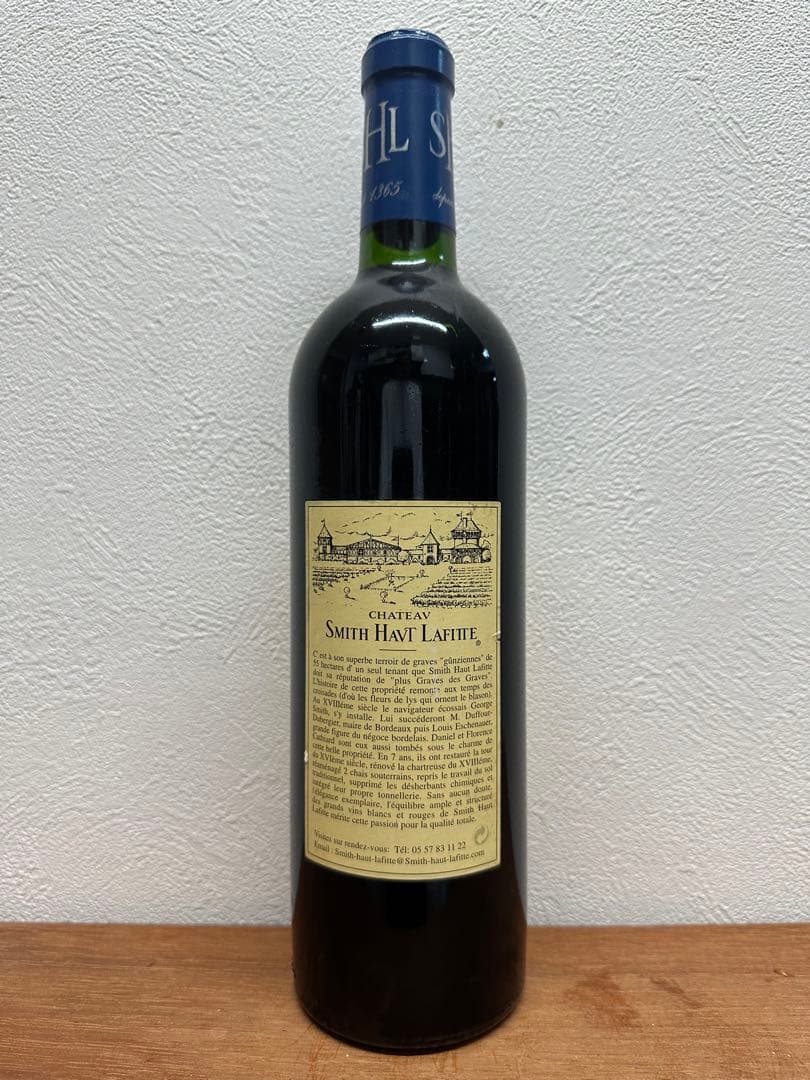 HL S
1365 depu
CHATEAV
SMITH HAVT LAFITTE
C'est à son superbe terroir de graves "günziennes" de
55 hectares d'un seul tenant que Smith Haut Lafitte
doit sa réputation de "plus Graves des Graves".
L'histoire de cette propriété remonte aux temps des
croisades (d'où les fleurs de lys qui ornent le blason).
Au XVIIIéme siècle le navigateur écossais George
Smith, s'y installe. Lui succéderont M. Duffour-
Dubergier, maire de Bordeaux puis Louis Eschenauer,
grande figure du négoce bordelais. Daniel et Florence
Cathiard sont eux aussi tombés sous le charme de
cette belle propriété. En 7 ans, ils ont restauré la tour
du XVIème siècle, rénové la chartreuse du XVIIIéme,
emménagé 2 chais souterrains, repris le travail du sol
traditionnel, supprimé les désherbants chimiques et
intégré leur propre tonnellerie. Sans aucun doute,
l'élégance exemplaire, l'équilibre ample et structuré
des grands vins blancs et rouges de Smith Haut
Lafitte mérite cette passion pour la qualité totale.
Visites sur rendez-vous: Tél: 05 57 83 11 22
Email : Smith-haut-lafitte@Smith-haut-lafitte.com